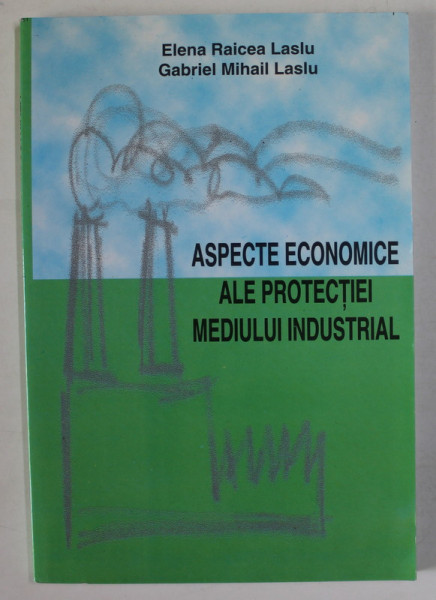 Elena Raicea Laslu
Gabriel Mihail Laslu
ASPECTE ECONOMICE
ALE PROTECȚIEI
MEDIULUI INDUSTRIAL